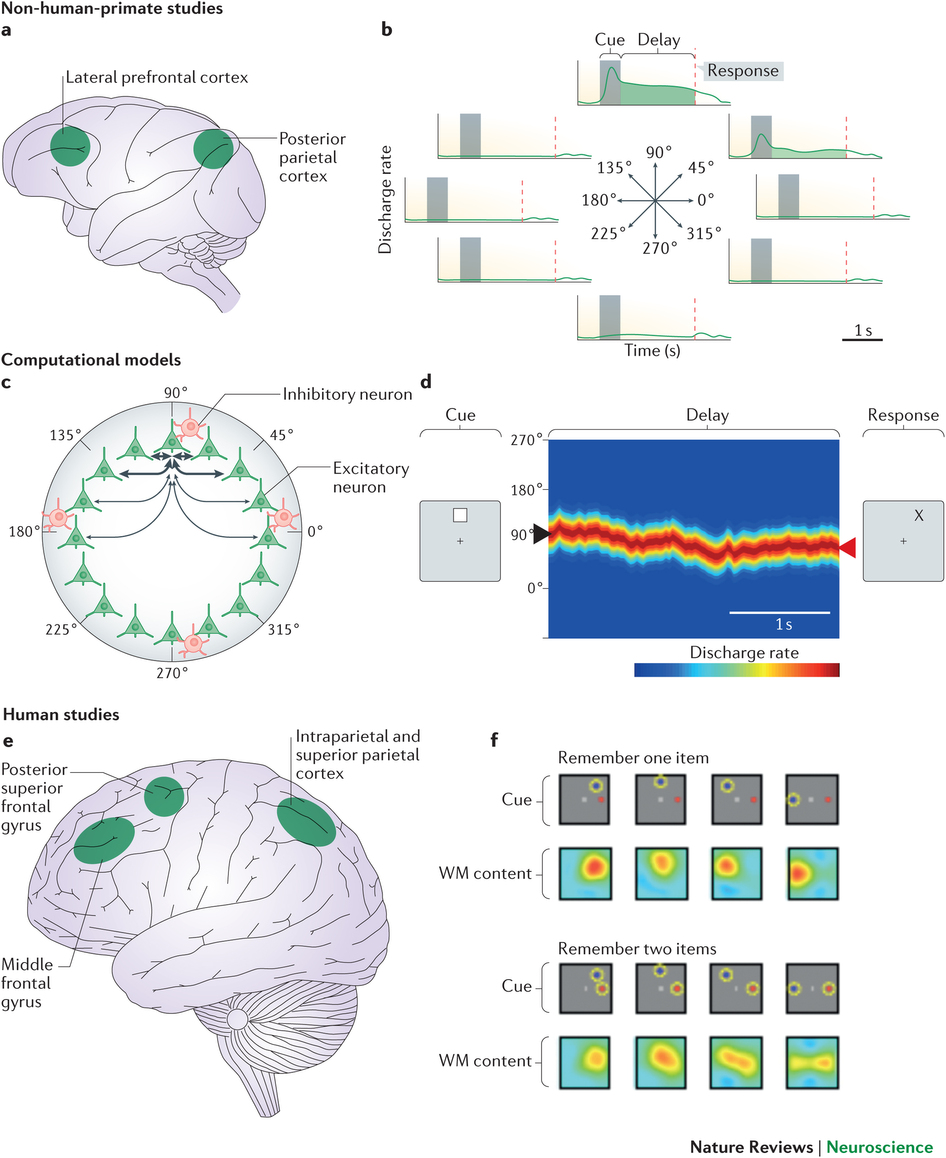 Non-human-primate studies
a
Lateral prefrontal cortex
Posterior
parietal
cortex
b
Cue Delay
Response
Discharge rate
90°
135° 45°
180° 0°
225° 315°
270°
Time (s)
1 s
Computational models
c
90°
Inhibitory neuron
135° 45°
Excitatory
neuron
180° 0°
225° 315°
270°
d
Cue Delay Response
270°
180°
90°
0°
X
+ +
1 s
Discharge rate
Human studies
e
Intraparietal and
superior parietal
cortex
Posterior
superior
frontal
gyrus
Middle
frontal
gyrus
f
Remember one item
Cue
WM content
Remember two items
Cue
WM content
Nature Reviews | Neuroscience